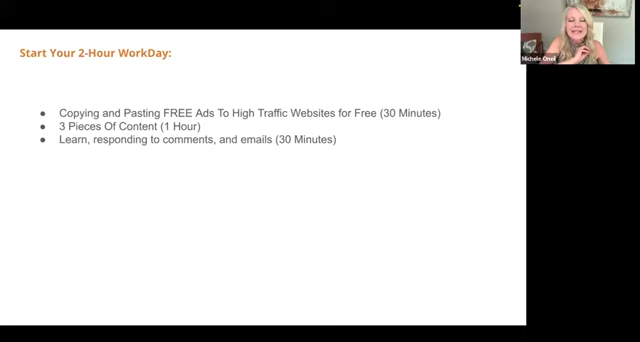 Start Your 2-Hour WorkDay:
● Copying and Pasting FREE Ads To High Traffic Websites for Free (30 Minutes)
● 3 Pieces Of Content (1 Hour)
● Learn, responding to comments, and emails (30 Minutes)
Michele Oneil